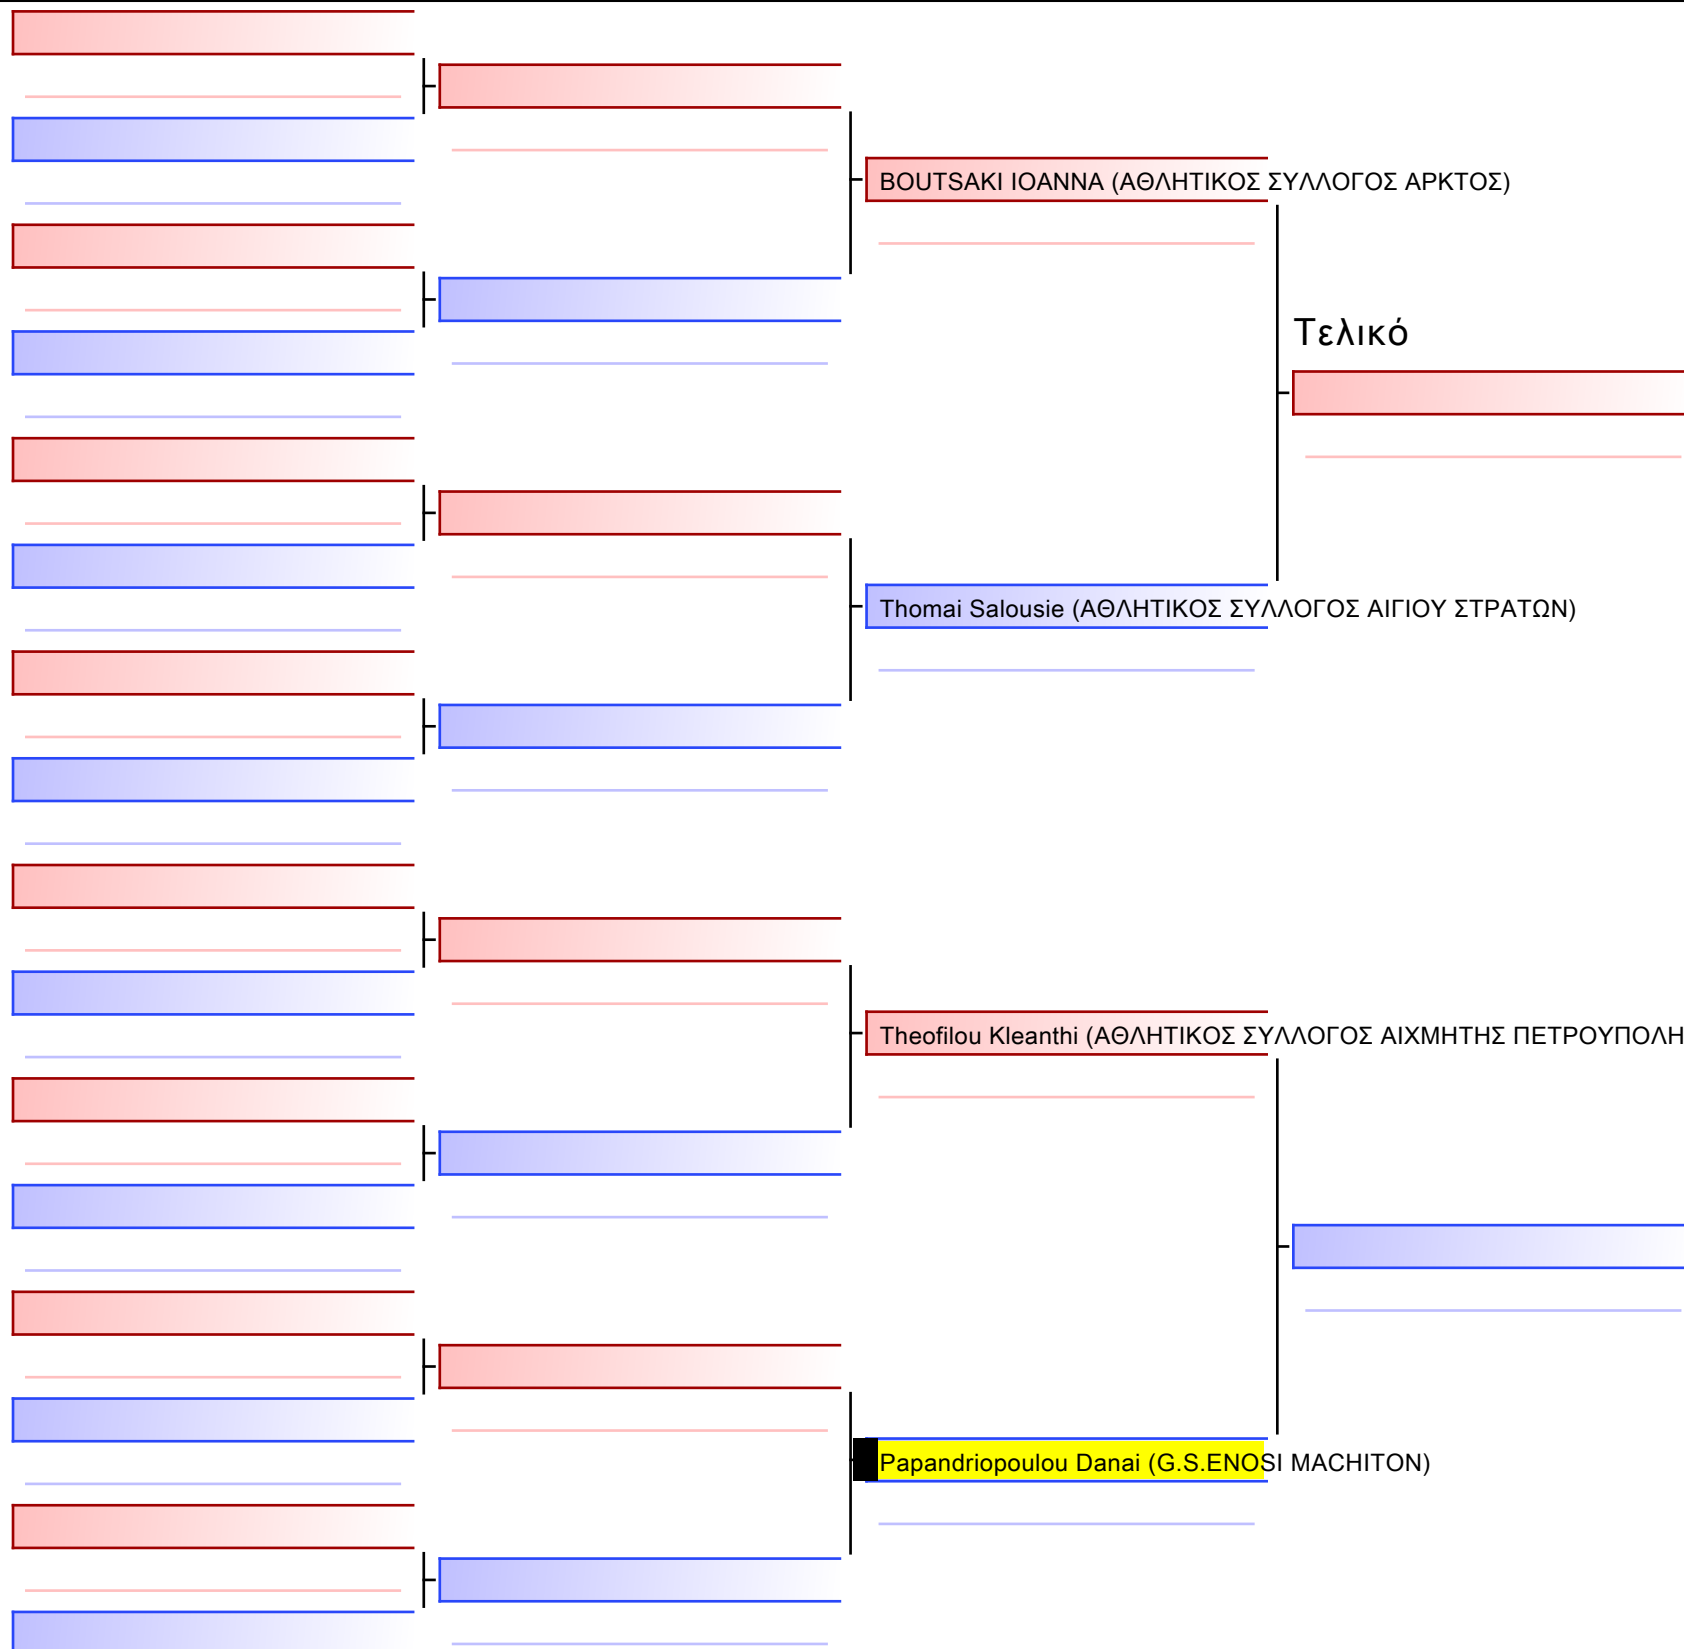 BOUTSAKI IOANNA (ΑΘΛΗΤΙΚΟΣ ΣΥΛΛΟΓΟΣ ΑΡΚΤΟΣ)
Τελικό
Thomai Salousie (ΑΘΛΗΤΙΚΟΣ ΣΥΛΛΟΓΟΣ ΑΙΓΙΟΥ ΣΤΡΑΤΩΝ)
Theofilou Kleanthi (ΑΘΛΗΤΙΚΟΣ ΣΥΛΛΟΓΟΣ ΑΙΧΜΗΤΗΣ ΠΕΤΡΟΥΠΟΛΗ
Papandriopoulou Danai (G.S.ENOSI MACHITON)